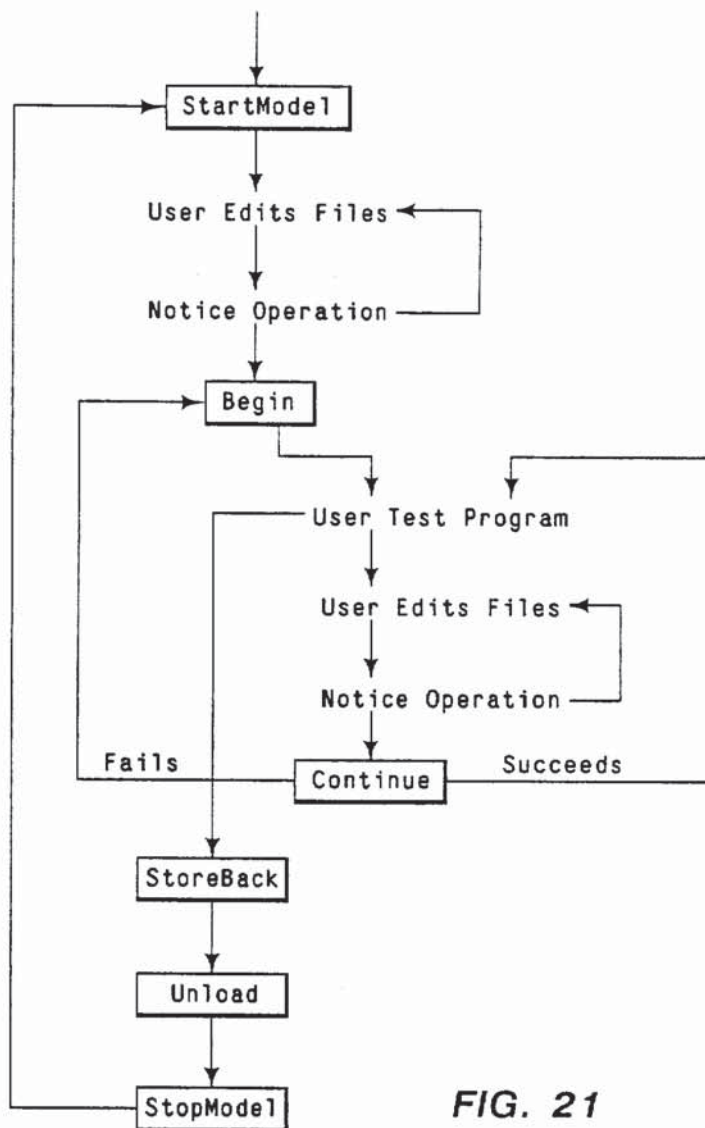 StartModel
User Edits Files
Notice Operation
Begin
User Test Program
User Edits Files
Notice Operation
Fails
Continue
Succeeds
StoreBack
Unload
StopModel
FIG. 21